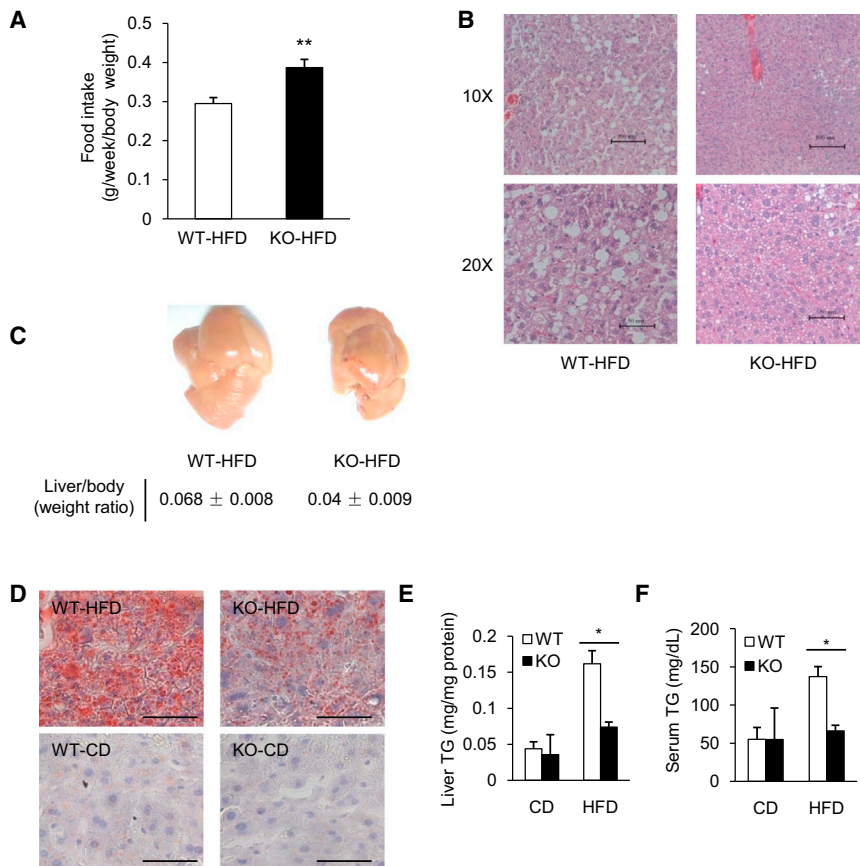 A
Food intake
(g/week/body weight)
0.5
0.4
0.3
0.2
0.1
0
**
WT-HFD
KO-HFD
B
10X
20X
WT-HFD
KO-HFD
C
WT-HFD
KO-HFD
Liver/body
(weight ratio)
0.068 ± 0.008
0.04 ± 0.009
D
WT-HFD
KO-HFD
WT-CD
KO-CD
E
Liver TG (mg/mg protein)
0.2
0.15
0.1
0.05
0
WT
KO
*
CD
HFD
F
Serum TG (mg/dL)
200
150
100
50
0
WT
KO
*
CD
HFD